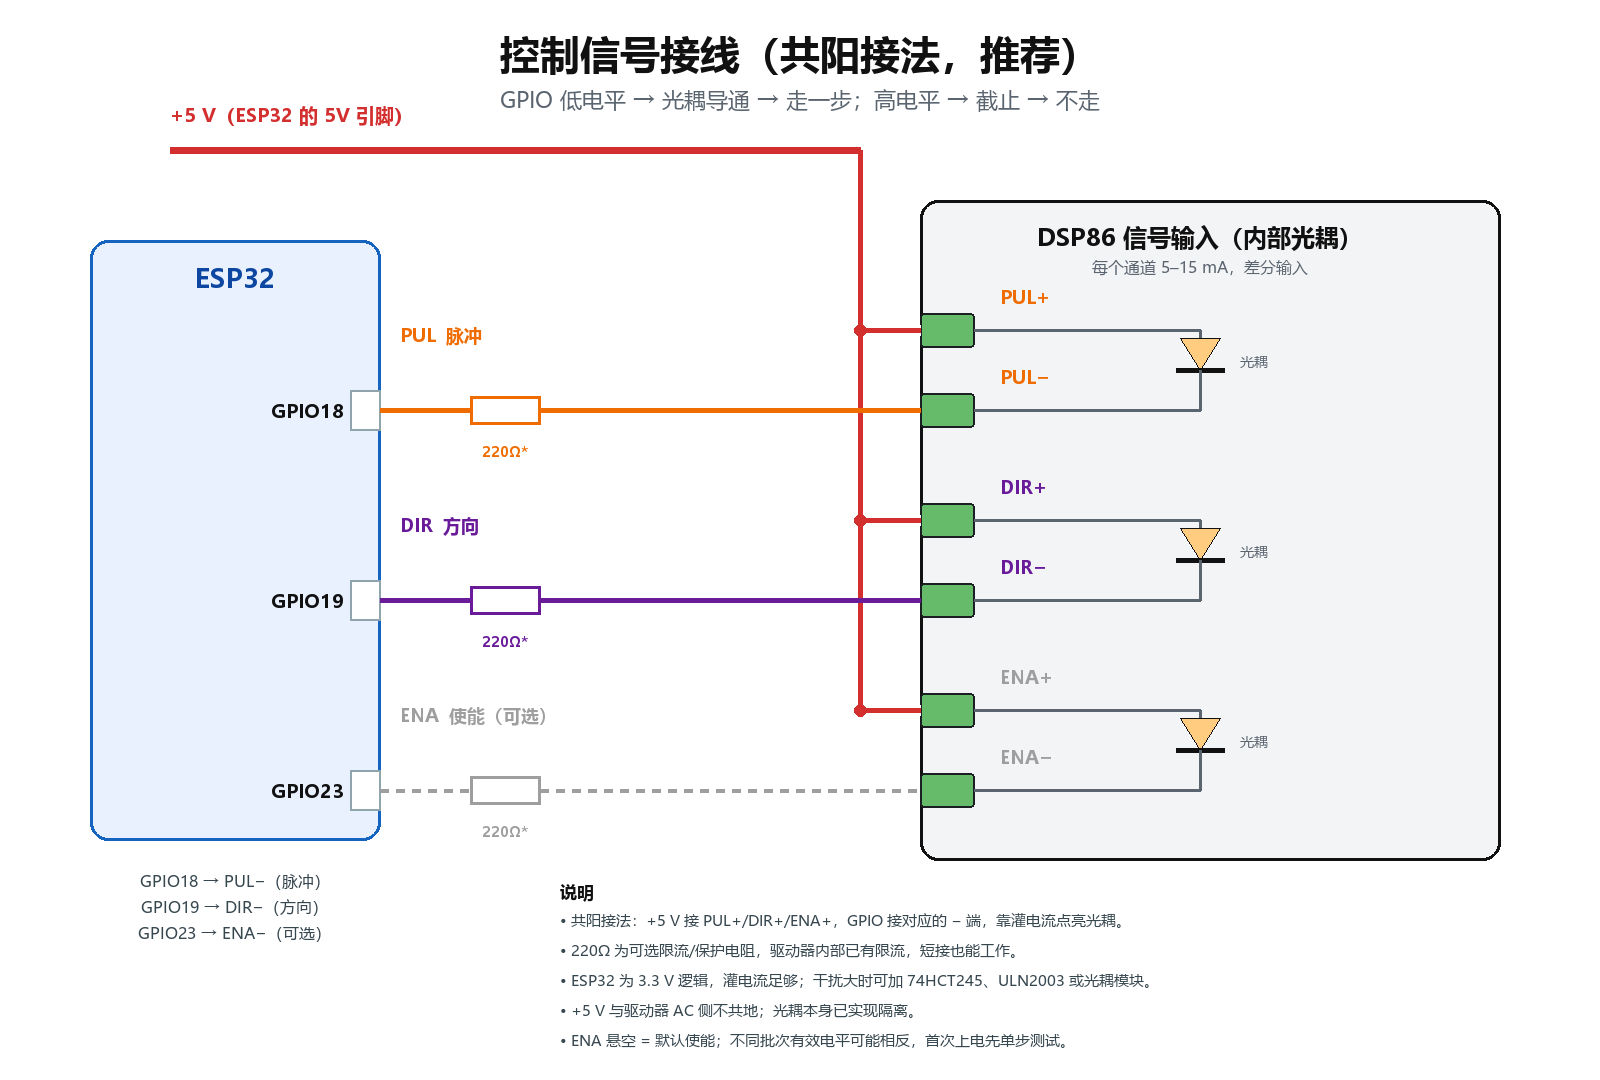 控制信号接线（共阳接法，推荐）
GPIO 低电平 → 光耦导通 → 走一步；高电平 → 截止 → 不走
+5 V（ESP32 的 5V 引脚）
DSP86 信号输入（内部光耦）
每个通道 5–15 mA，差分输入
ESP32
PUL+
PUL 脉冲
光耦
PUL−
GPIO18
220Ω*
DIR+
DIR 方向
光耦
DIR−
GPIO19
220Ω*
ENA+
ENA 使能（可选）
光耦
ENA−
GPIO23
220Ω*
GPIO18 → PUL−（脉冲）
GPIO19 → DIR−（方向）
GPIO23 → ENA−（可选）
说明
• 共阳接法：+5 V 接 PUL+/DIR+/ENA+，GPIO 接对应的 − 端，靠灌电流点亮光耦。
• 220Ω 为可选限流/保护电阻，驱动器内部已有限流，短接也能工作。
• ESP32 为 3.3 V 逻辑，灌电流足够；干扰大时可加 74HCT245、ULN2003 或光耦模块。
• +5 V 与驱动器 AC 侧不共地；光耦本身已实现隔离。
• ENA 悬空 = 默认使能；不同批次有效电平可能相反，首次上电先单步测试。